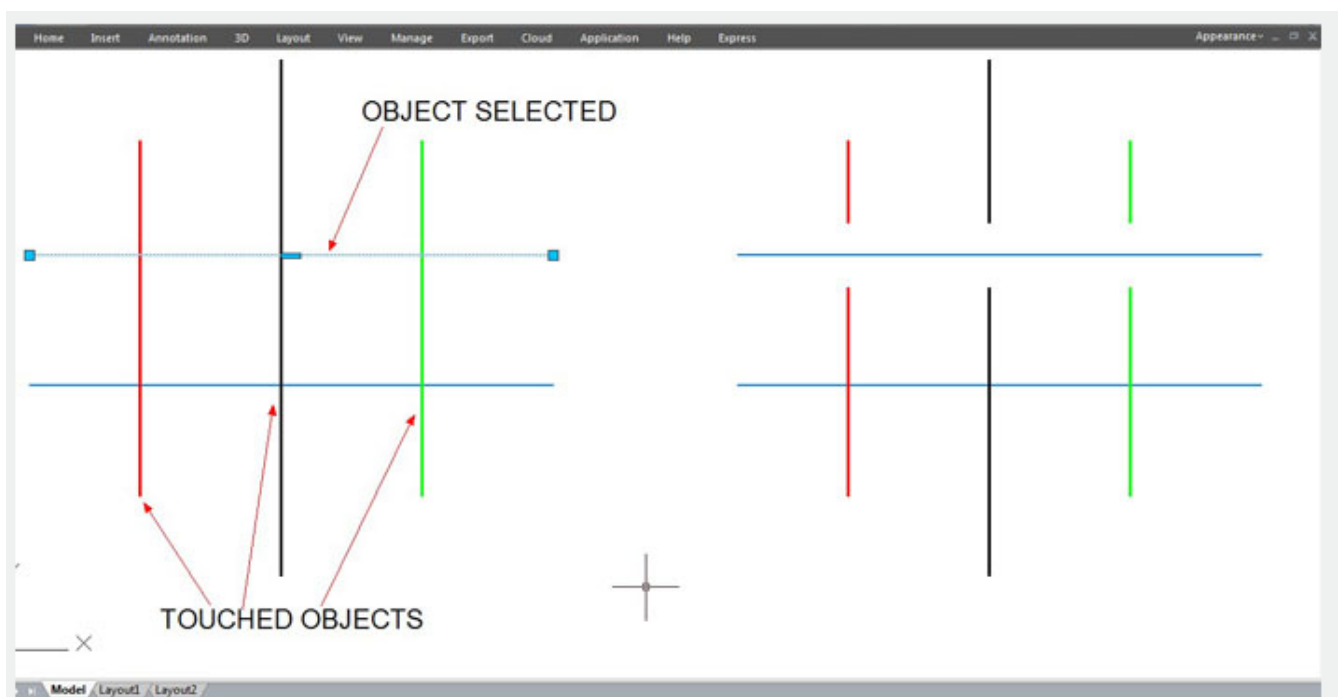 Home Insert Annotation 3D Layout View Manage Export Cloud Application Help Express Appearance
OBJECT SELECTED
TOUCHED OBJECTS
Model Layout1 Layout2